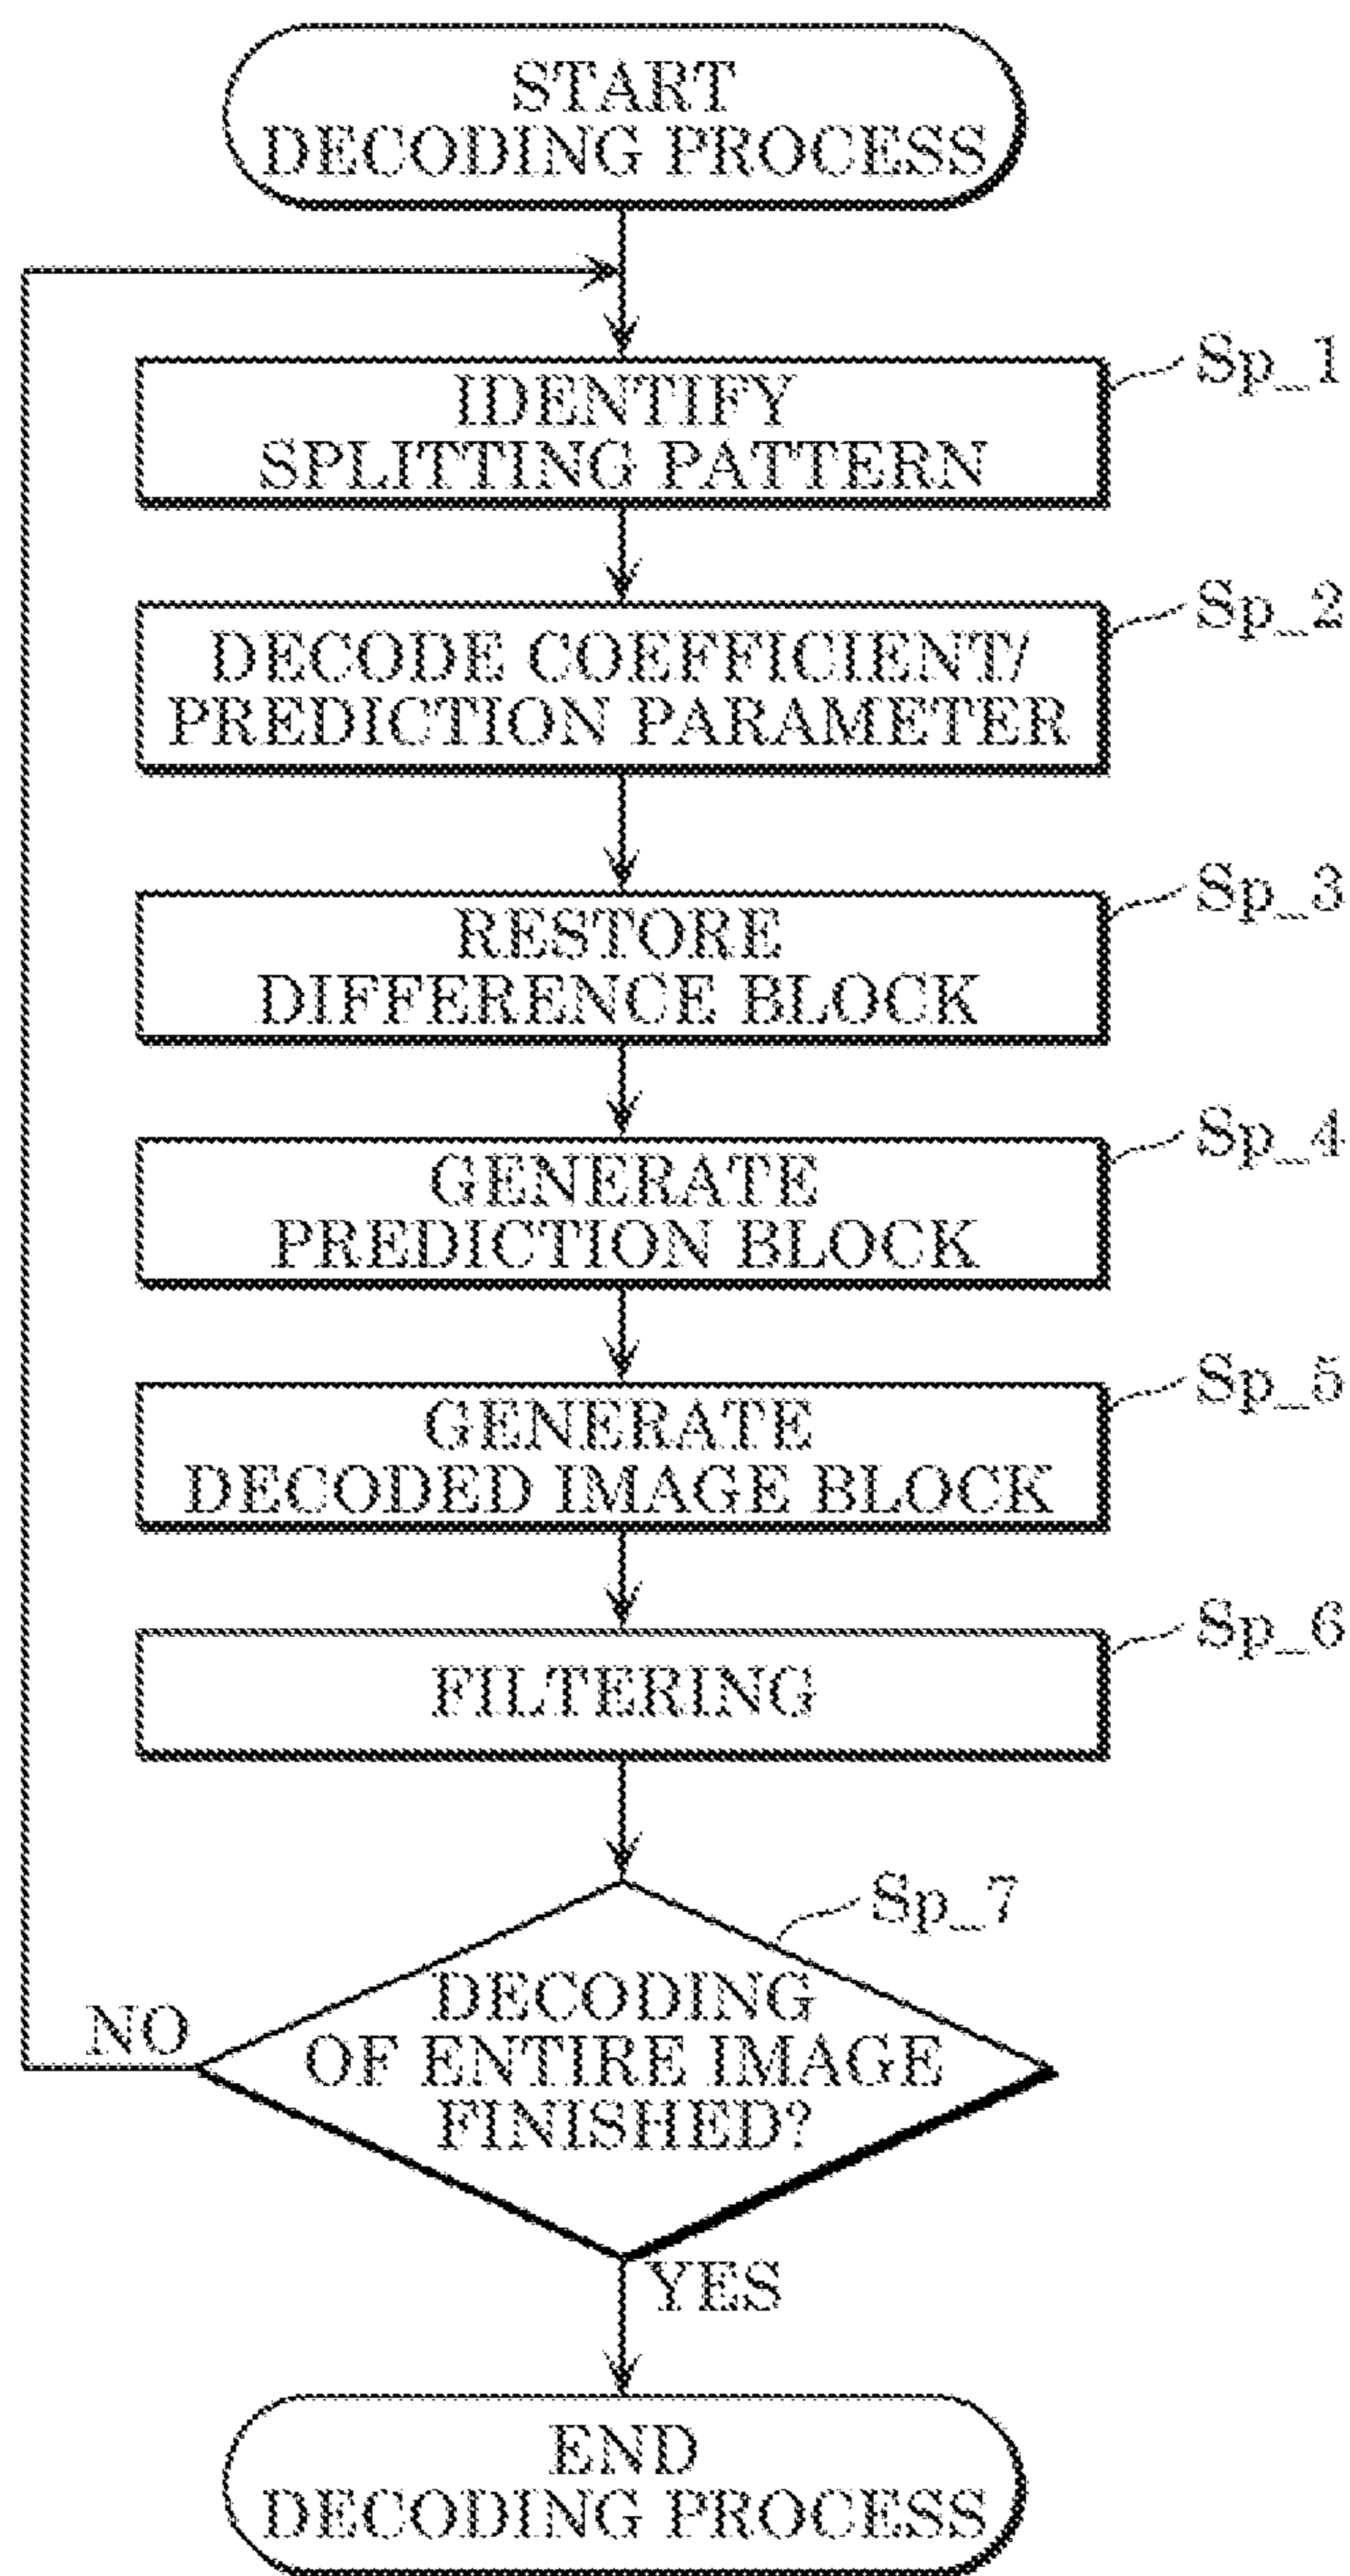 START
DECODING PROCESS
IDENTIFY
SPLITTING PATTERN
Sp_1
DECODE COEFFICIENT/
PREDICTION PARAMETER
Sp_2
RESTORE
DIFFERENCE BLOCK
Sp_3
GENERATE
PREDICTION BLOCK
Sp_4
GENERATE
DECODED IMAGE BLOCK
Sp_5
FILTERING
Sp_6
Sp_7
DECODING
OF ENTIRE IMAGE
FINISHED?
NO
YES
END
DECODING PROCESS